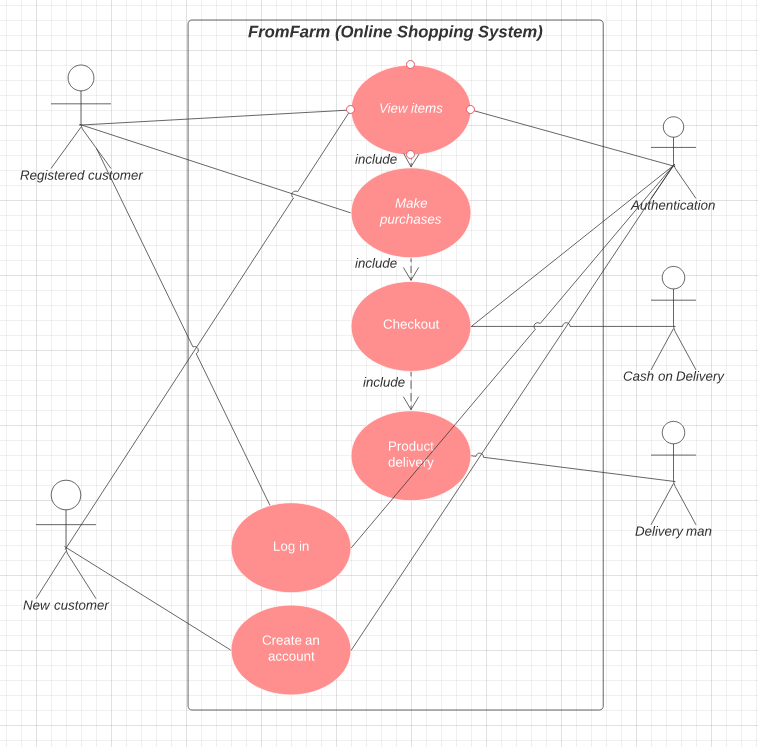 FromFarm (Online Shopping System)
View items
include
Registered customer
Make
purchases
Authentication
include
Checkout
Cash on Delivery
include
Product
delivery
Delivery man
Log in
New customer
Create an
account